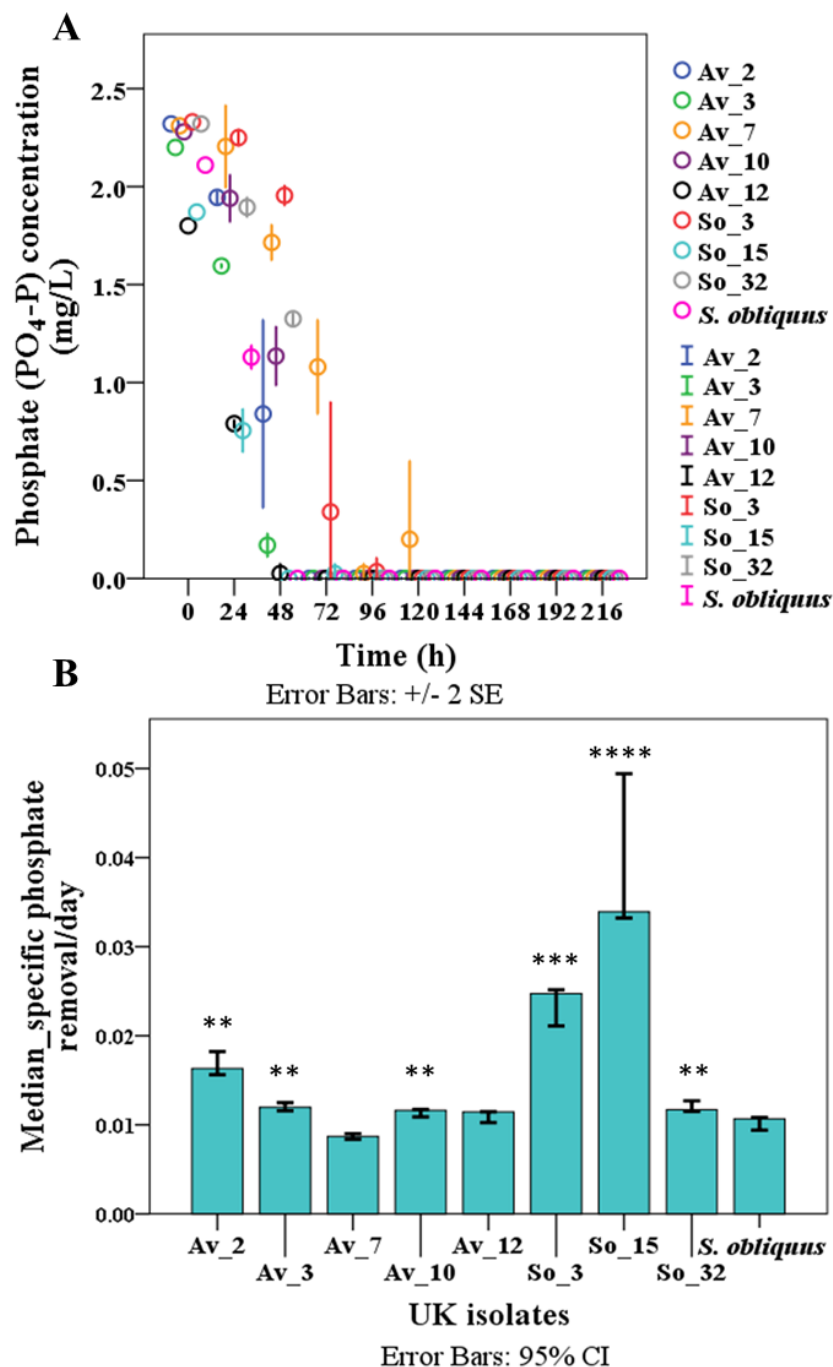 A
Phosphate (PO4-P) concentration
(mg/L)
2.5
2.0
1.5
1.0
0.5
0.0
0 24 48 72 96 120 144 168 192 216
Time (h)
Error Bars: +/- 2 SE
Av_2
Av_3
Av_7
Av_10
Av_12
So_3
So_15
So_32
S. obliquus
Av_2
Av_3
Av_7
Av_10
Av_12
So_3
So_15
So_32
S. obliquus
B
Median_specific phosphate
removal/day
0.05
0.04
0.03
0.02
0.01
0.00
**
**
**
***
****
**
Av_2
Av_3
Av_7
Av_10
Av_12
So_3
So_15
So_32
S. obliquus
UK isolates
Error Bars: 95% CI